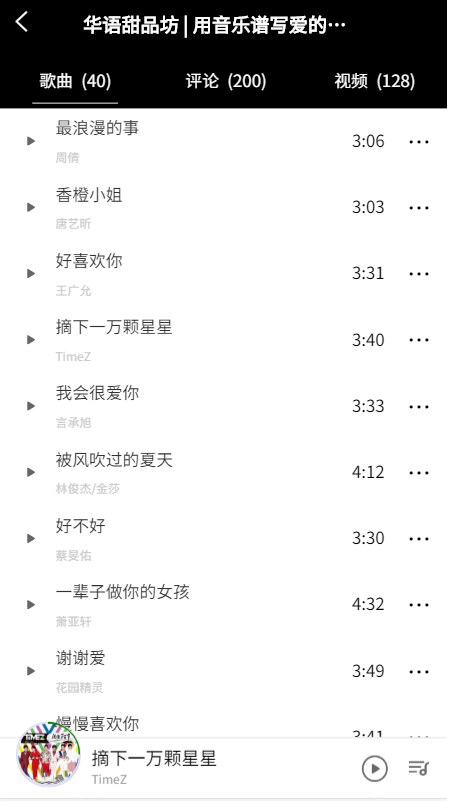 华语甜品坊 | 用音乐谱写爱的…
歌曲 (40) 评论 (200) 视频 (128)
最浪漫的事 3:06
周倩
香橙小姐 3:03
唐艺昕
好喜欢你 3:31
王广允
摘下一万颗星星 3:40
TimeZ
我会很爱你 3:33
言承旭
被风吹过的夏天 4:12
林俊杰/金莎
好不好 3:30
蔡旻佑
一辈子做你的女孩 4:32
萧亚轩
谢谢爱 3:49
花园精灵
慢慢喜欢你 3:41
TIMEZ
摘下一万颗星星
TimeZ